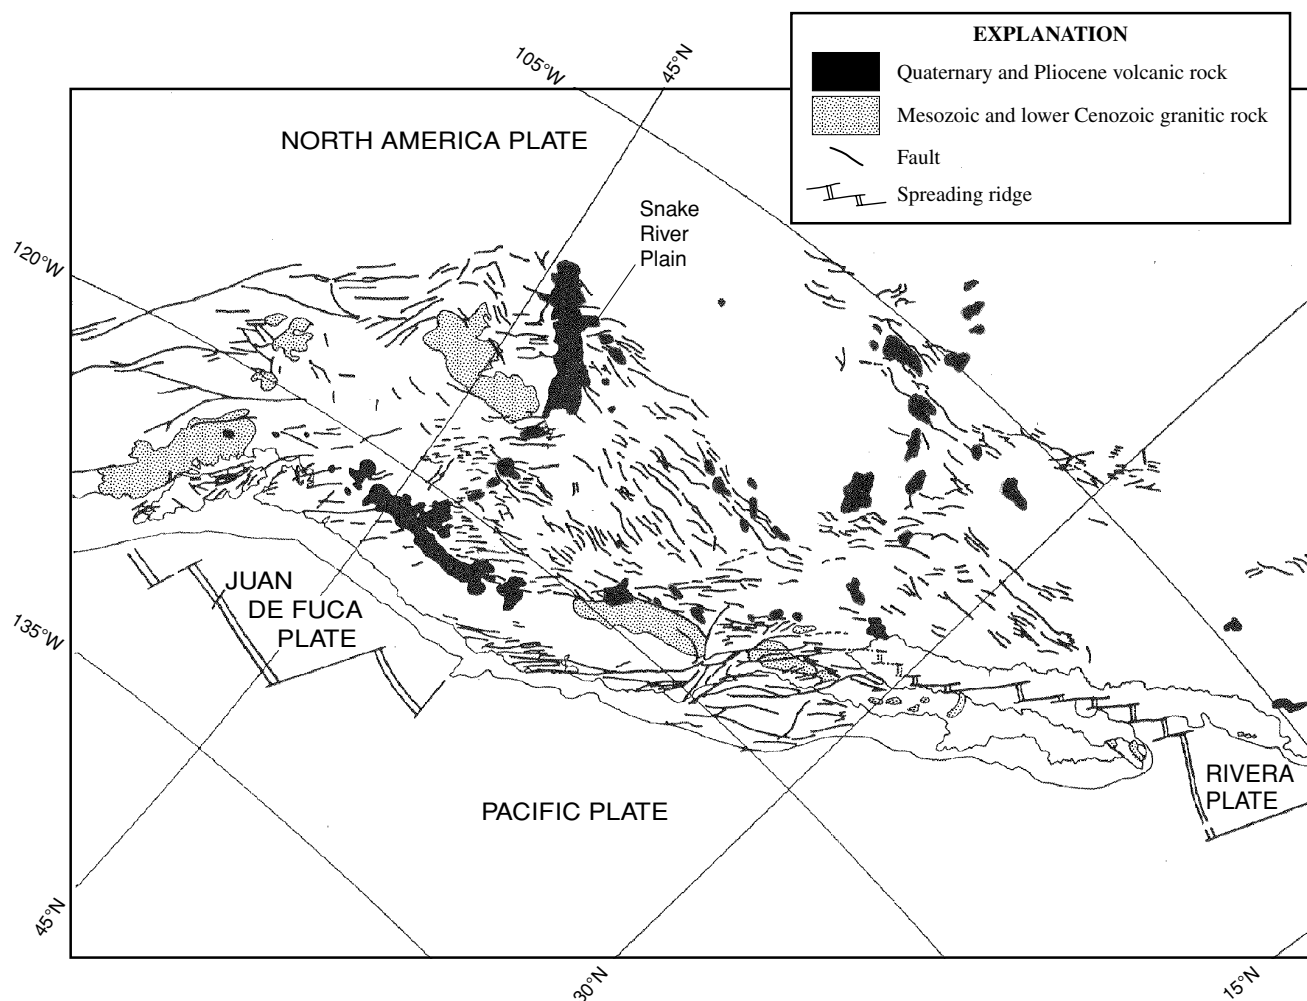 EXPLANATION
Quaternary and Pliocene volcanic rock
Mesozoic and lower Cenozoic granitic rock
Fault
Spreading ridge
105°W
45°N
NORTH AMERICA PLATE
Snake
River
Plain
120°W
JUAN
DE FUCA
PLATE
135°W
PACIFIC PLATE
RIVERA
PLATE
45°N
30°N
15°N